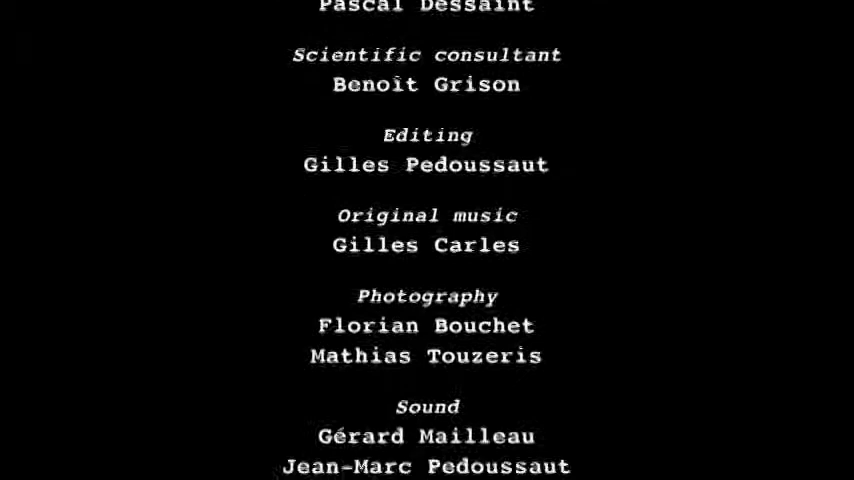 Pascal Dessaint
Scientific consultant
Benoît Grison
Editing
Gilles Pedoussaut
Original music
Gilles Carles
Photography
Florian Bouchet
Mathias Touzeris
Sound
Gérard Mailleau
Jean-Marc Pedoussaut